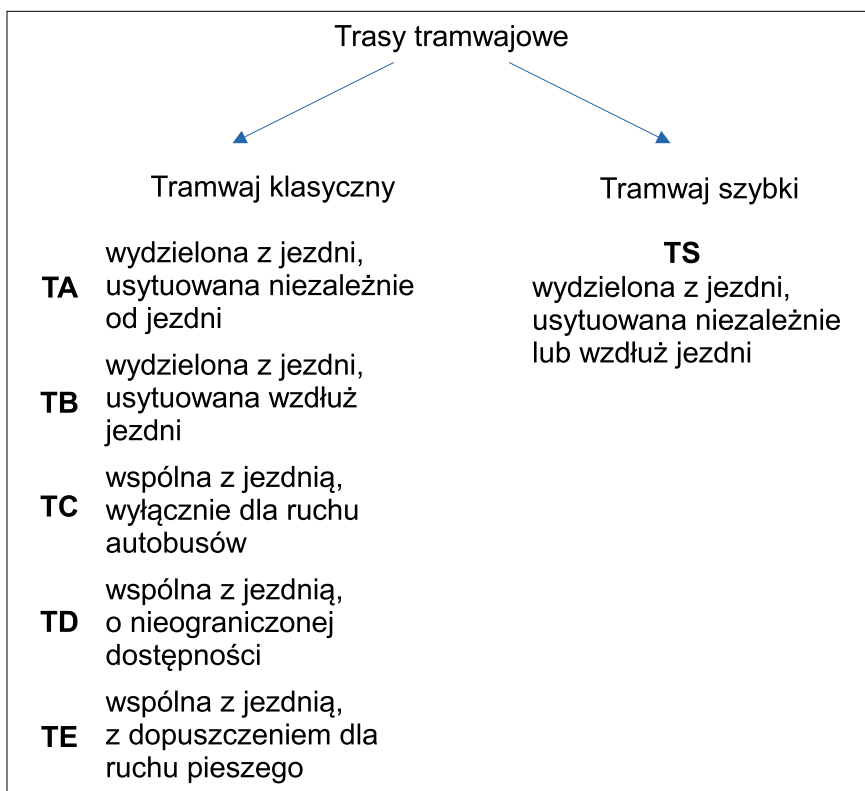 Trasy tramwajowe
Tramwaj klasyczny
TA
wydzielona z jezdni,
usytuowana niezależnie
od jezdni
TB
wydzielona z jezdni,
usytuowana wzdłuż
jezdni
TC
wspólna z jezdnią,
wyłącznie dla ruchu
autobusów
TD
wspólna z jezdnią,
o nieograniczonej
dostępności
TE
wspólna z jezdnią,
z dopuszczeniem dla
ruchu pieszego
Tramwaj szybki
TS
wydzielona z jezdni,
usytuowana niezależnie
lub wzdłuż jezdni